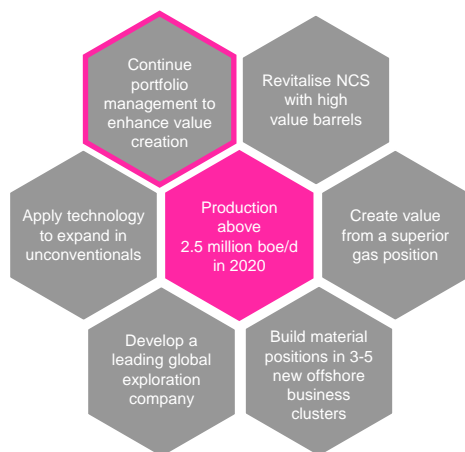 Continue
portfolio
management to
enhance value
creation
Revitalise NCS
with high
value barrels
Apply technology
to expand in
unconventionals
Production
above
2.5 million boe/d
in 2020
Create value
from a superior
gas position
Develop a
leading global
exploration
company
Build material
positions in 3-5
new offshore
business
clusters